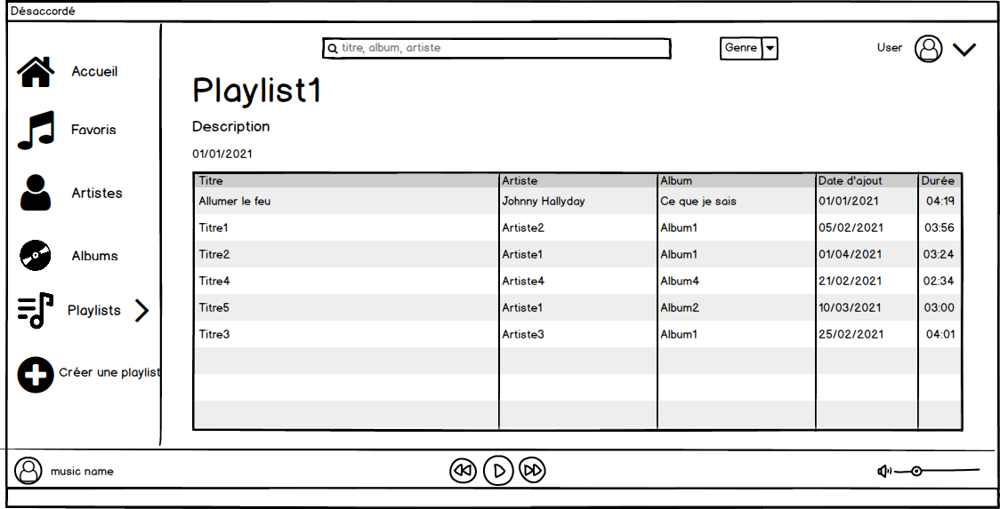 Désaccordé
titre, album, artiste
Genre
User
Accueil
Favoris
Artistes
Albums
Playlists
Créer une playlist
Playlist1
Description
01/01/2021
Titre Artiste Album Date d'ajout Durée
Allumer le feu Johnny Hallyday Ce que je sais 01/01/2021 04:19
Titre1 Artiste2 Album1 05/02/2021 03:56
Titre2 Artiste1 Album1 01/04/2021 03:24
Titre4 Artiste4 Album4 21/02/2021 02:34
Titre5 Artiste1 Album2 10/03/2021 03:00
Titre3 Artiste3 Album1 25/02/2021 04:01
music name